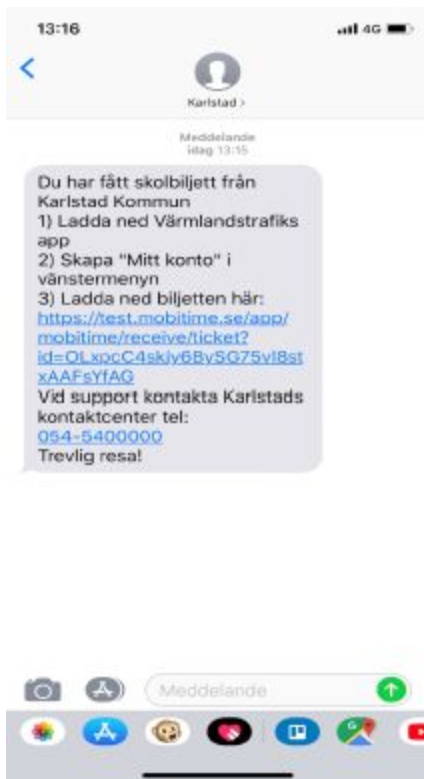 13:16
4G
Karlstad >
Meddelande
idag 13:15
Du har fått skolbiljett från
Karlstad Kommun
1) Ladda ned Värmlandstrafiks
app
2) Skapa "Mitt konto" i
vänstermenyn
3) Ladda ned biljetten här:
https://test.mobitime.se/app/
mobitime/receive/ticket?
Vid support kontakta Karlstads
kontaktcenter tel:
054-5400000
Trevlig resa!
Meddelande